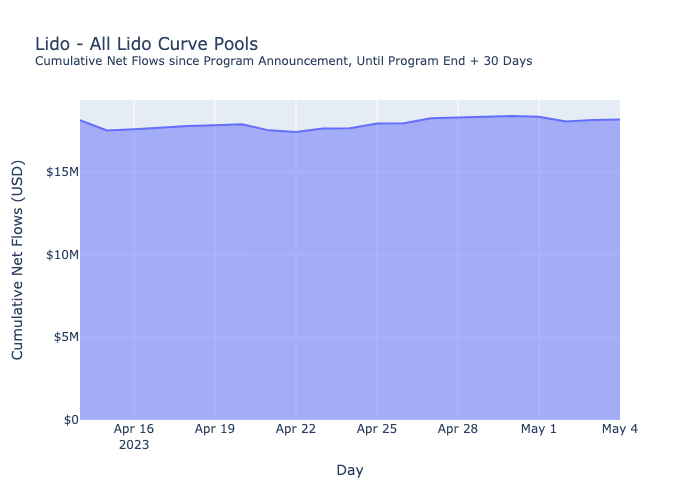 Lido - All Lido Curve Pools
Cumulative Net Flows since Program Announcement, Until Program End + 30 Days
Cumulative Net Flows (USD)
$15M
$10M
$5M
$0
Apr 16
2023
Apr 19
Apr 22
Apr 25
Apr 28
May 1
May 4
Day